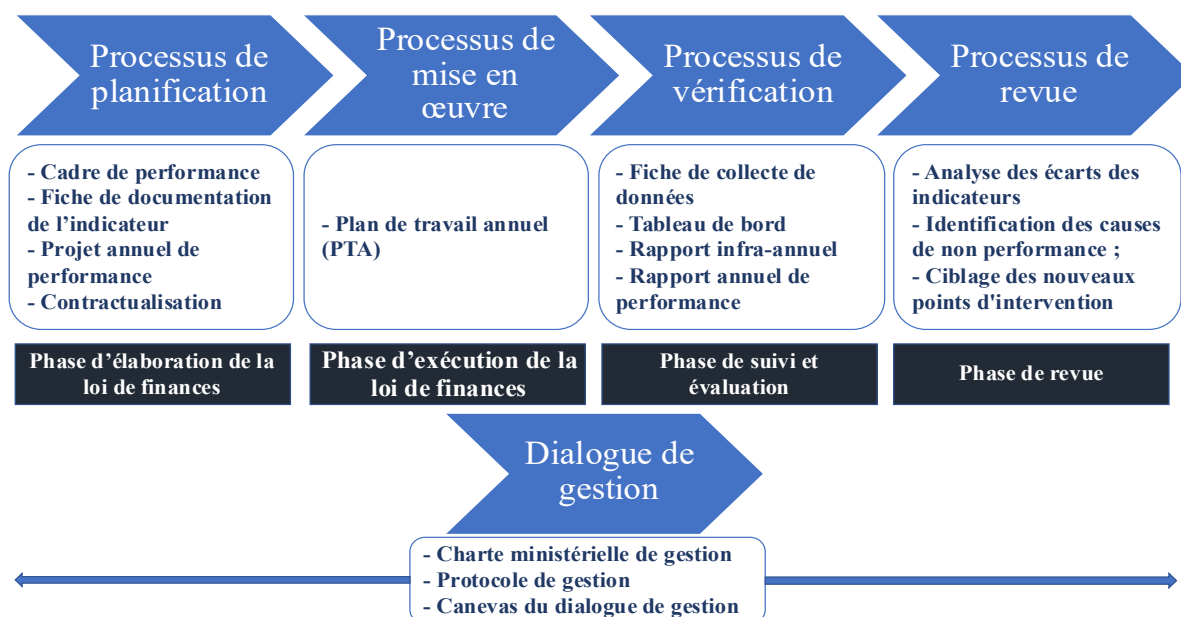 Processus de
planification
Processus de
mise en
œuvre
Processus de
vérification
Processus de
revue
- Cadre de performance
- Fiche de documentation
de l’indicateur
- Projet annuel de
performance
- Contractualisation
- Plan de travail annuel
(PTA)
- Fiche de collecte de
données
- Tableau de bord
- Rapport infra-annuel
- Rapport annuel de
performance
- Analyse des écarts des
indicateurs
- Identification des causes
de non performance ;
- Ciblage des nouveaux
points d'intervention
Phase d’élaboration de la
loi de finances
Phase d’exécution de la
loi de finances
Phase de suivi et
évaluation
Phase de revue
Dialogue de
gestion
- Charte ministérielle de gestion
- Protocole de gestion
- Canevas du dialogue de gestion